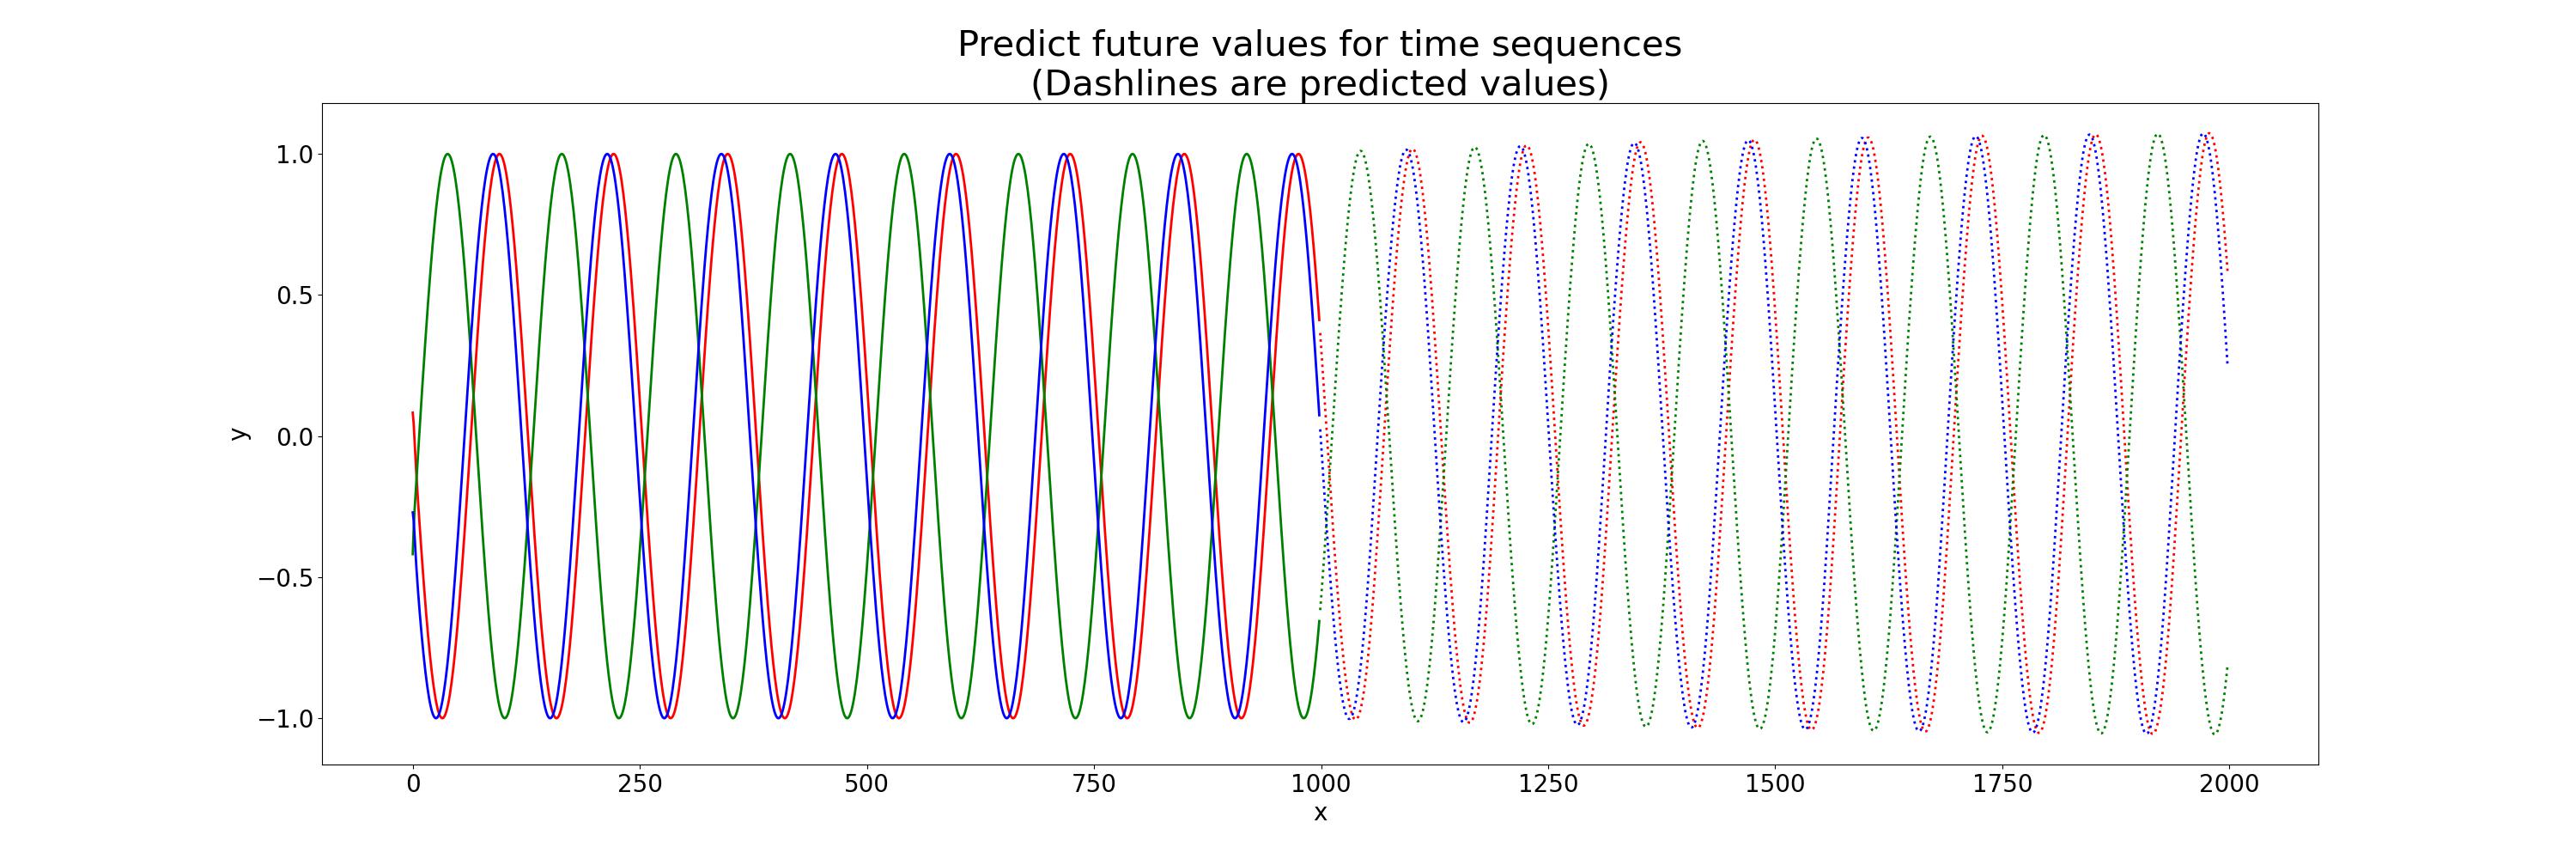 Predict future values for time sequences
(Dashlines are predicted values)
1.0
0.5
0.0
−0.5
−1.0
y
0 250 500 750 1000 1250 1500 1750 2000
x